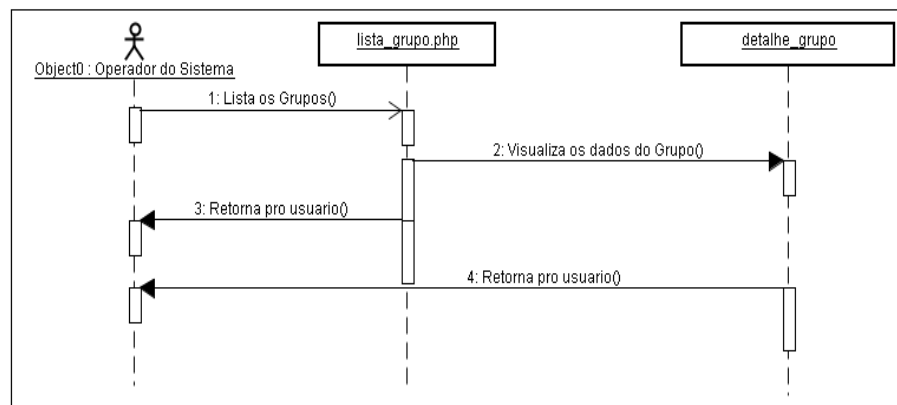 lista_grupo.php
detalhe_grupo
Object0 : Operador do Sistema
1: Lista os Grupos()
2: Visualiza os dados do Grupo()
3: Retorna pro usuario()
4: Retorna pro usuario()